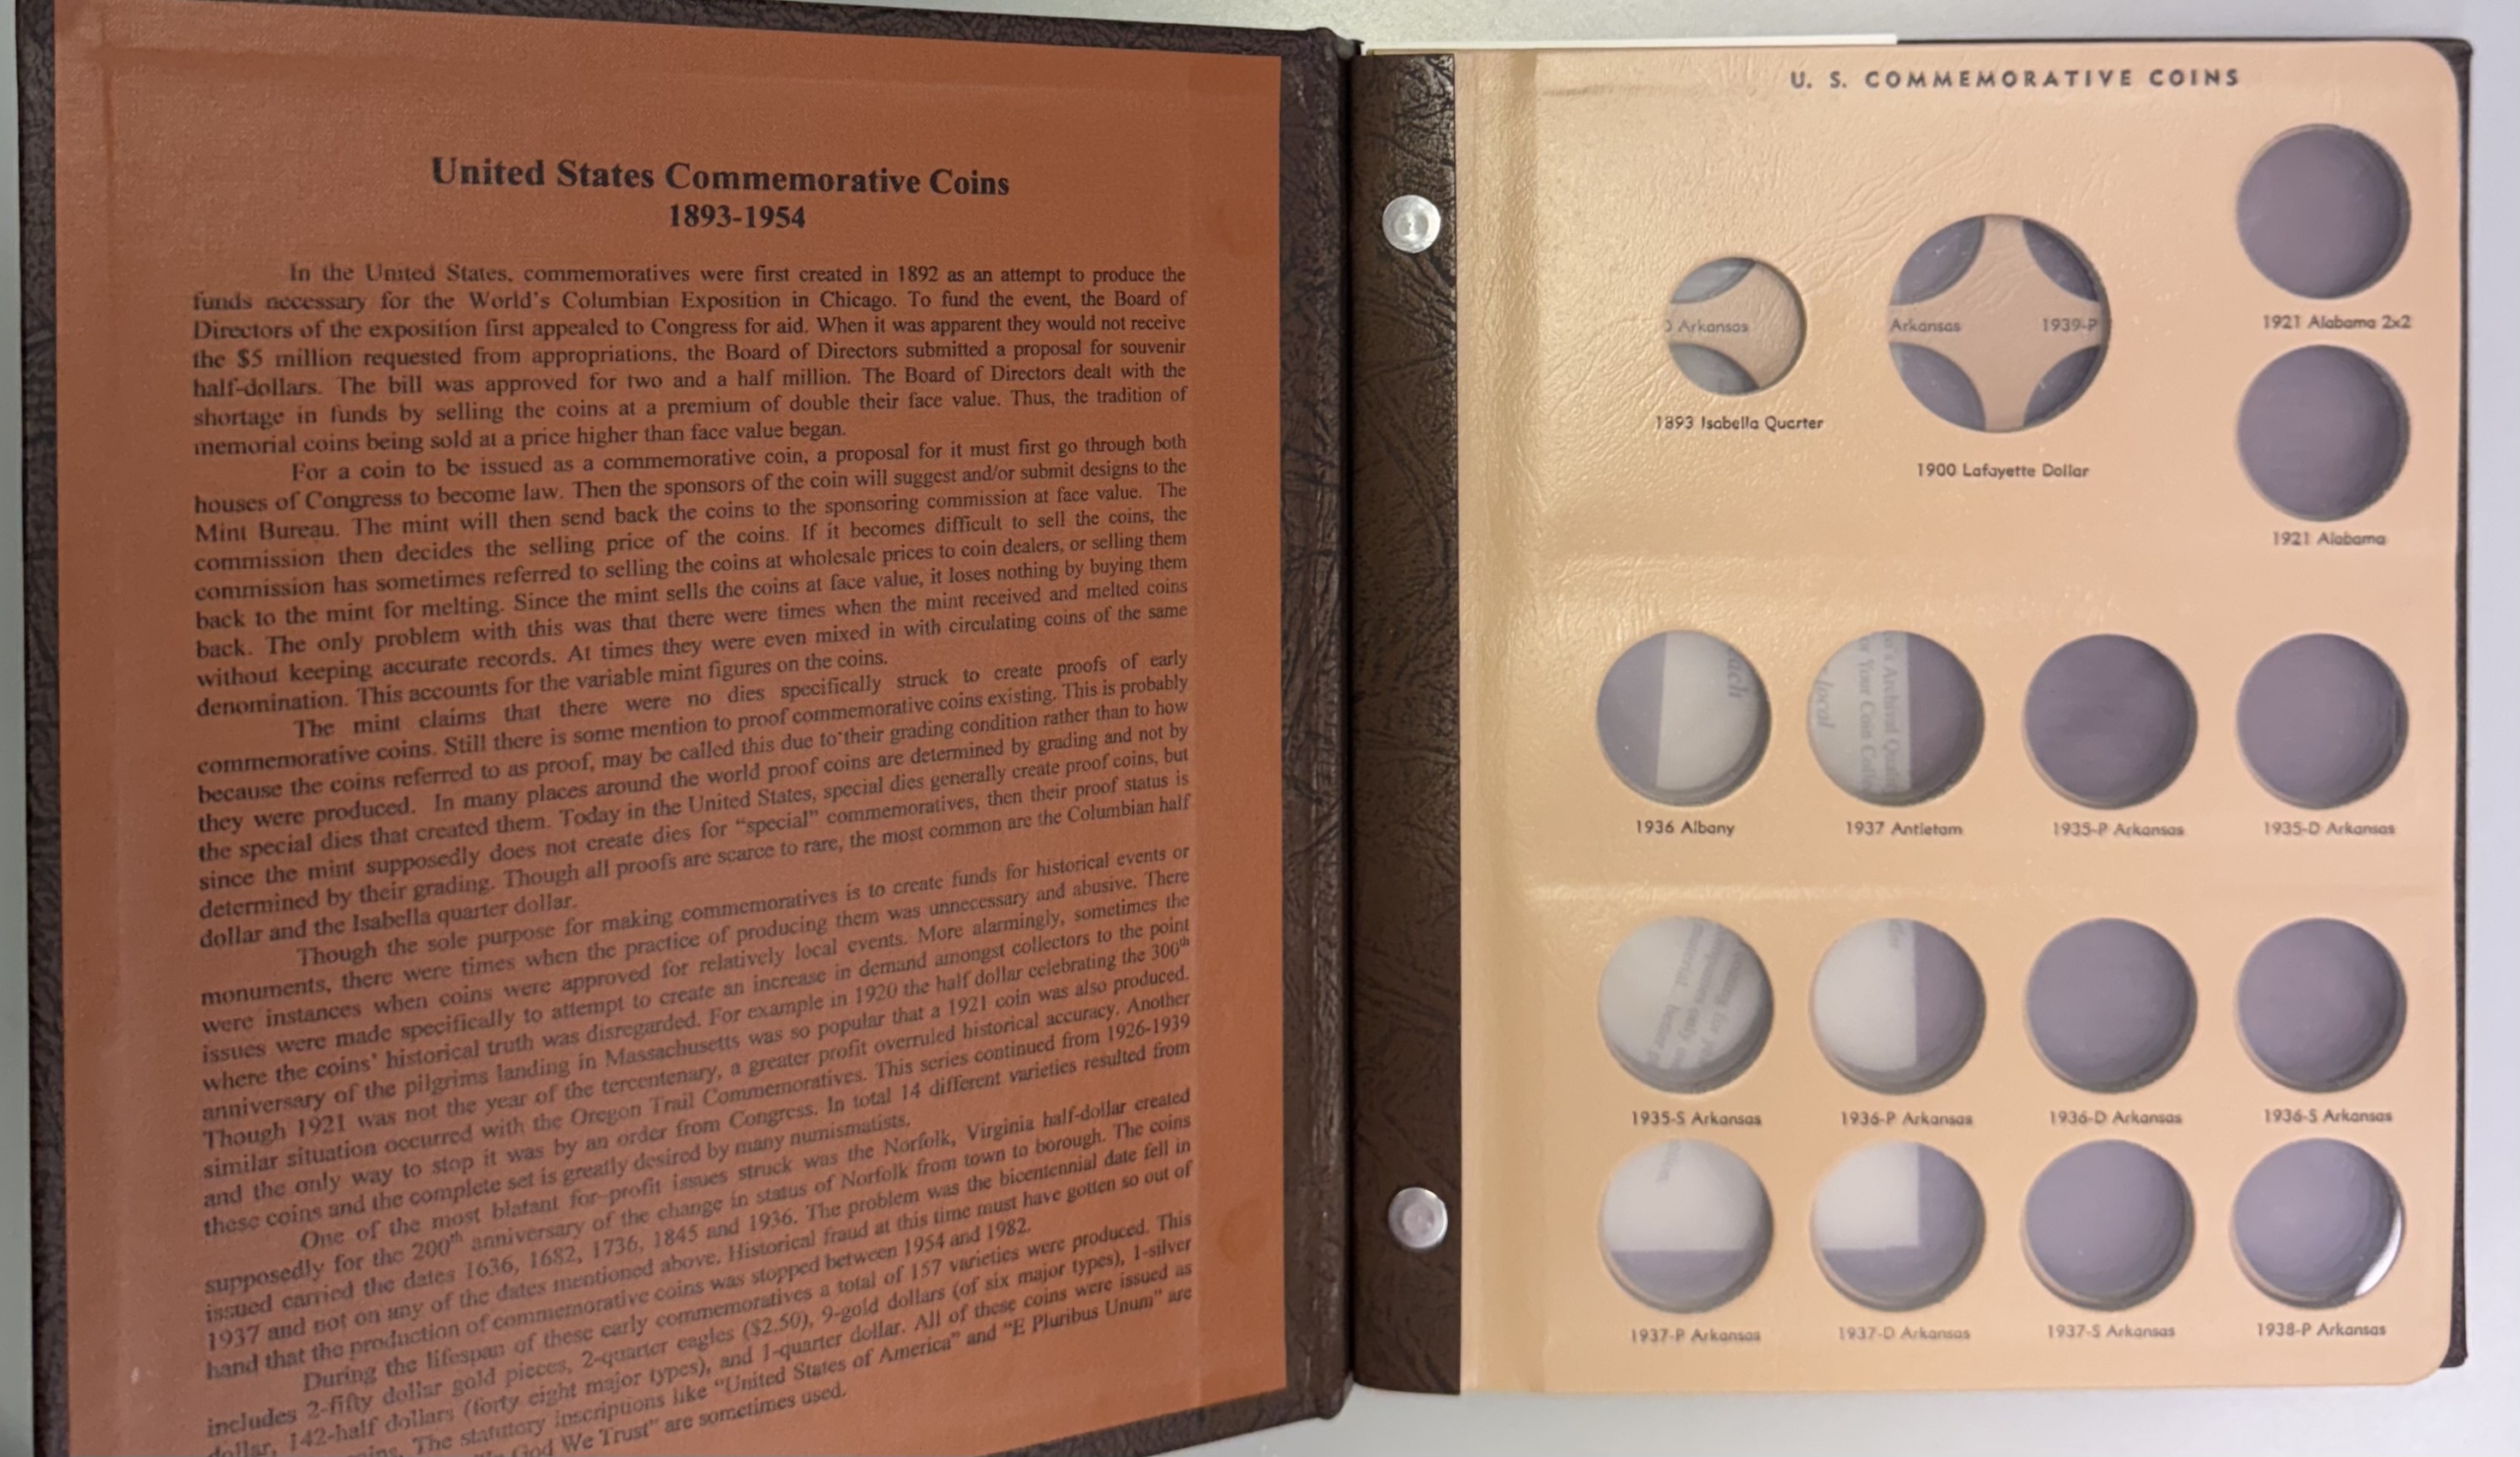 United States Commemorative Coins
1893-1954
In the United States, commemoratives were first created in 1892 as an attempt to produce the
funds necessary for the World's Columbian Exposition in Chicago. To fund the event, the Board of
Directors of the exposition first appealed to Congress for aid. When it was apparent they would not receive
the $5 million requested from appropriations, the Board of Directors submitted a proposal for souvenir
half-dollars. The bill was approved for two and a half million. The Board of Directors dealt with the
shortage in funds by selling the coins at a premium of double their face value. Thus, the tradition of
memorial coins being sold at a price higher than face value began.
For a coin to be issued as a commemorative coin, a proposal for it must first go through both
houses of Congress to become law. Then the sponsors of the coin will suggest and/or submit designs to the
Mint Bureau. The mint will then send back the coins to the sponsoring commission at face value. The
commission then decides the selling price of the coins. If it becomes difficult to sell the coins, the
commission has sometimes referred to selling the coins at wholesale prices to coin dealers, or selling them
back to the mint for melting. Since the mint sells the coins at face value, it loses nothing by buying them
back. The only problem with this was that there were times when the mint received and melted coins
without keeping accurate records. At times they were even mixed in with circulating coins of the same
denomination. This accounts for the variable mint figures on the coins.
The mint claims that there were no dies specifically struck to create proofs of early
commemorative coins. Still there is some mention to proof commemorative coins existing. This is probably
because the coins referred to as proof, may be called this due to their grading condition rather than to how
they were produced. In many places around the world proof coins are determined by grading and not by
the special dies that created them. Today in the United States, special dies generally create proof coins, but
since the mint supposedly does not create dies for "special" commemoratives, then their proof status is
determined by their grading. Though all proofs are scarce to rare, the most common are the Columbian half
dollar and the Isabella quarter dollar.
Though the sole purpose for making commemoratives is to create funds for historical events or
monuments, there were times when the practice of producing them was unnecessary and abusive. There
were instances when coins were approved for relatively local events. More alarmingly, sometimes the
issues were made specifically to attempt to create an increase in demand amongst collectors to the point
where the coins' historical truth was disregarded. For example in 1920 the half dollar celebrating the 300th
anniversary of the pilgrims landing in Massachusetts was so popular that a 1921 coin was also produced.
Though 1921 was not the year of the tercentenary, a greater profit overruled historical accuracy. Another
similar situation occurred with the Oregon Trail Commemoratives. This series continued from 1926-1939
and the only way to stop it was by an order from Congress. In total 14 different varieties resulted from
these coins and the complete set is greatly desired by many numismatists.
One of the most blatant for-profit issues struck was the Norfolk, Virginia half-dollar created
supposedly for the 200th anniversary of the change in status of Norfolk from town to borough. The coins
issued carried the dates 1636, 1682, 1736, 1845 and 1936. The problem was the bicentennial date fell in
1937 and not on any of the dates mentioned above. Historical fraud at this time must have gotten so out of
hand that the production of commemorative coins was stopped between 1954 and 1982.
During the lifespan of these early commemoratives a total of 157 varieties were produced. This
includes 2-fifty dollar gold pieces, 2-quarter eagles ($2.50), 9-gold dollars (of six major types), 1-silver
dollar, 142-half dollars (forty eight major types), and 1-quarter dollar. All of these coins were issued as
The statutory inscriptions like "United States of America" and "E Pluribus Unum" are
God We Trust" are sometimes used.
U. S. COMMEMORATIVE COINS
Arkansas
Arkansas 1939-P
1921 Alabama 2x2
1893 Isabella Quarter
1900 Lafayette Dollar
1921 Alabama
local
Your Coin
1936 Albany
1937 Antietam
1935-P Arkansas
1935-D Arkansas
1935-S Arkansas
1936-P Arkansas
1936-D Arkansas
1936-S Arkansas
1937-P Arkansas
1937-D Arkansas
1937-S Arkansas
1938-P Arkansas